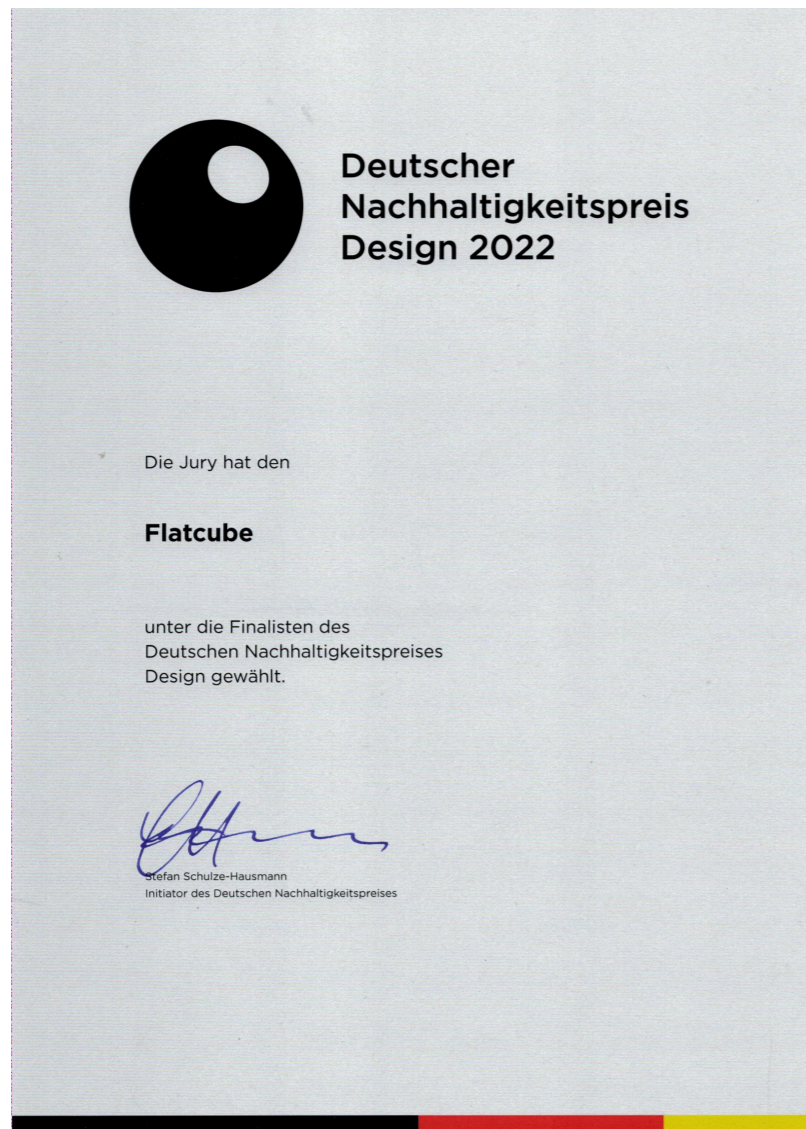 Deutscher
Nachhaltigkeitspreis
Design 2022
Die Jury hat den
Flatcube
unter die Finalisten des
Deutschen Nachhaltigkeitspreises
Design gewählt.
Stefan Schulze-Hausmann
Initiator des Deutschen Nachhaltigkeitspreises